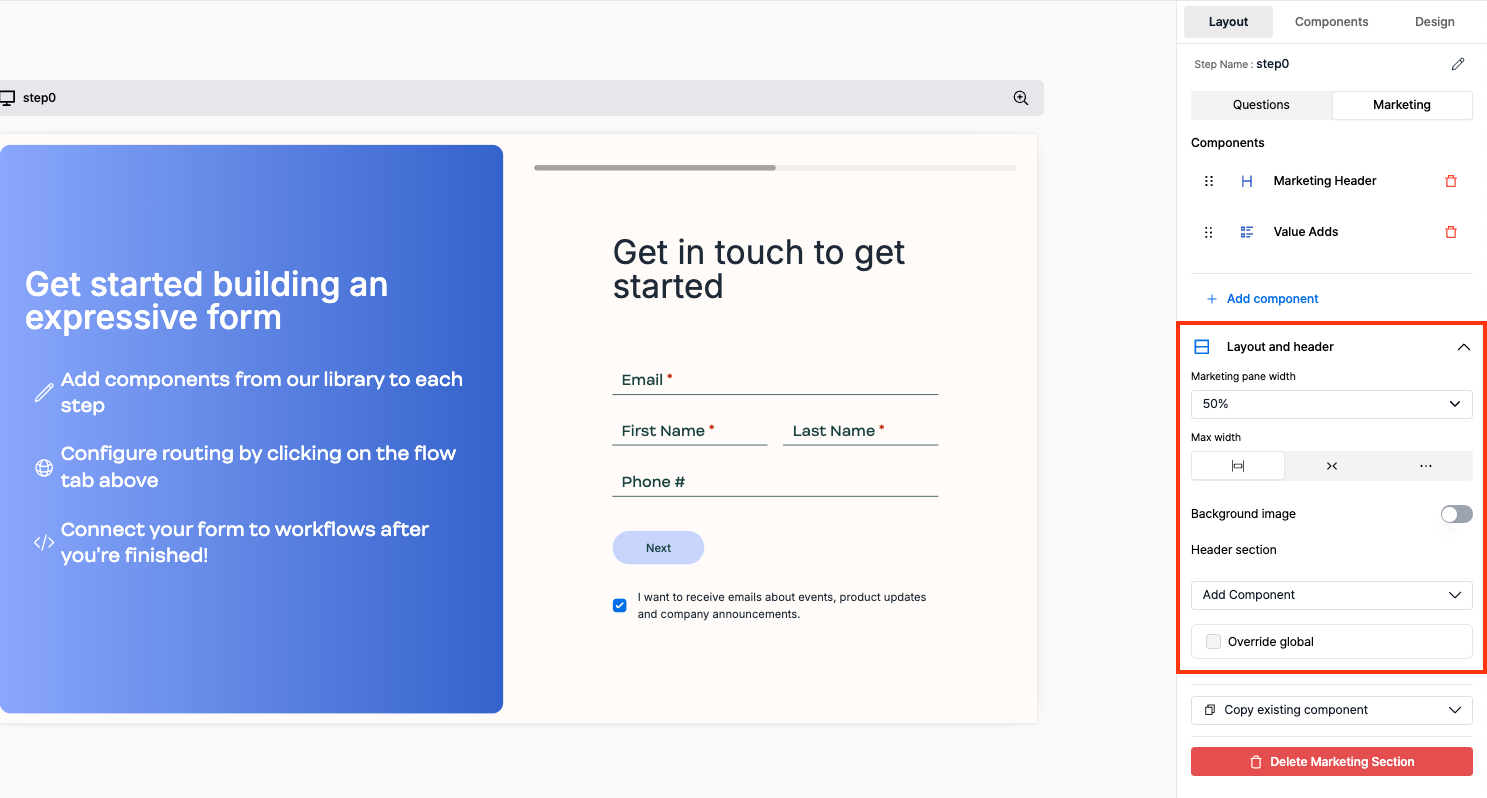 Layout Components Design
Step Name : step0
step0
Questions Marketing
Components
Marketing Header
Value Adds
Add component
Layout and header
Marketing pane width
50%
Max width
Background image
Header section
Add Component
Override global
Copy existing component
Delete Marketing Section
Get started building an
expressive form
Add components from our library to each
step
Configure routing by clicking on the flow
tab above
Connect your form to workflows after
you're finished!
Get in touch to get
started
Email *
First Name * Last Name *
Phone #
Next
I want to receive emails about events, product updates
and company announcements.